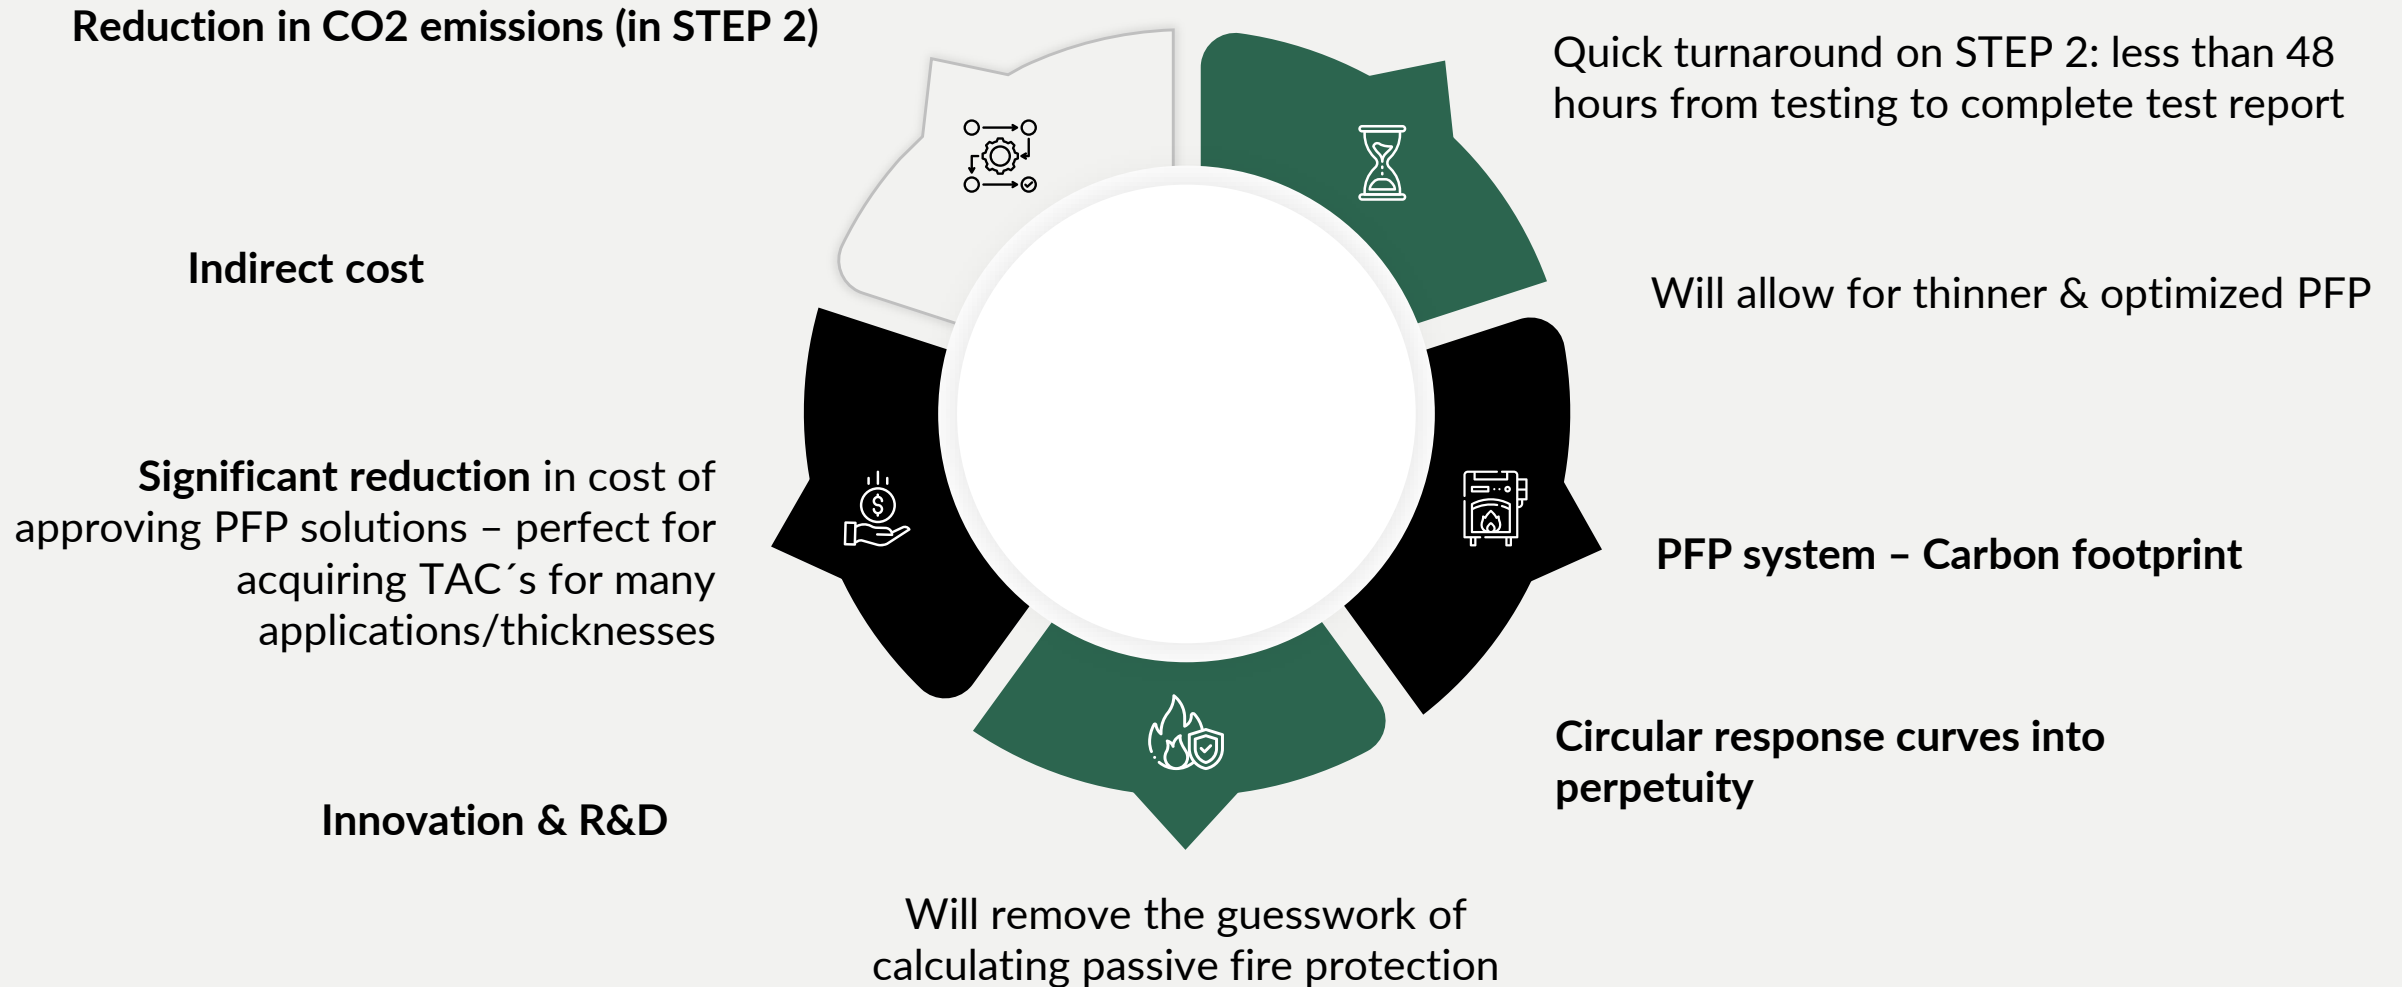 Reduction in CO2 emissions (in STEP 2)
Quick turnaround on STEP 2: less than 48
hours from testing to complete test report
Indirect cost
Will allow for thinner & optimized PFP
Significant reduction in cost of
approving PFP solutions – perfect for
acquiring TAC´s for many
applications/thicknesses
PFP system – Carbon footprint
Circular response curves into
perpetuity
Innovation & R&D
Will remove the guesswork of
calculating passive fire protection
$